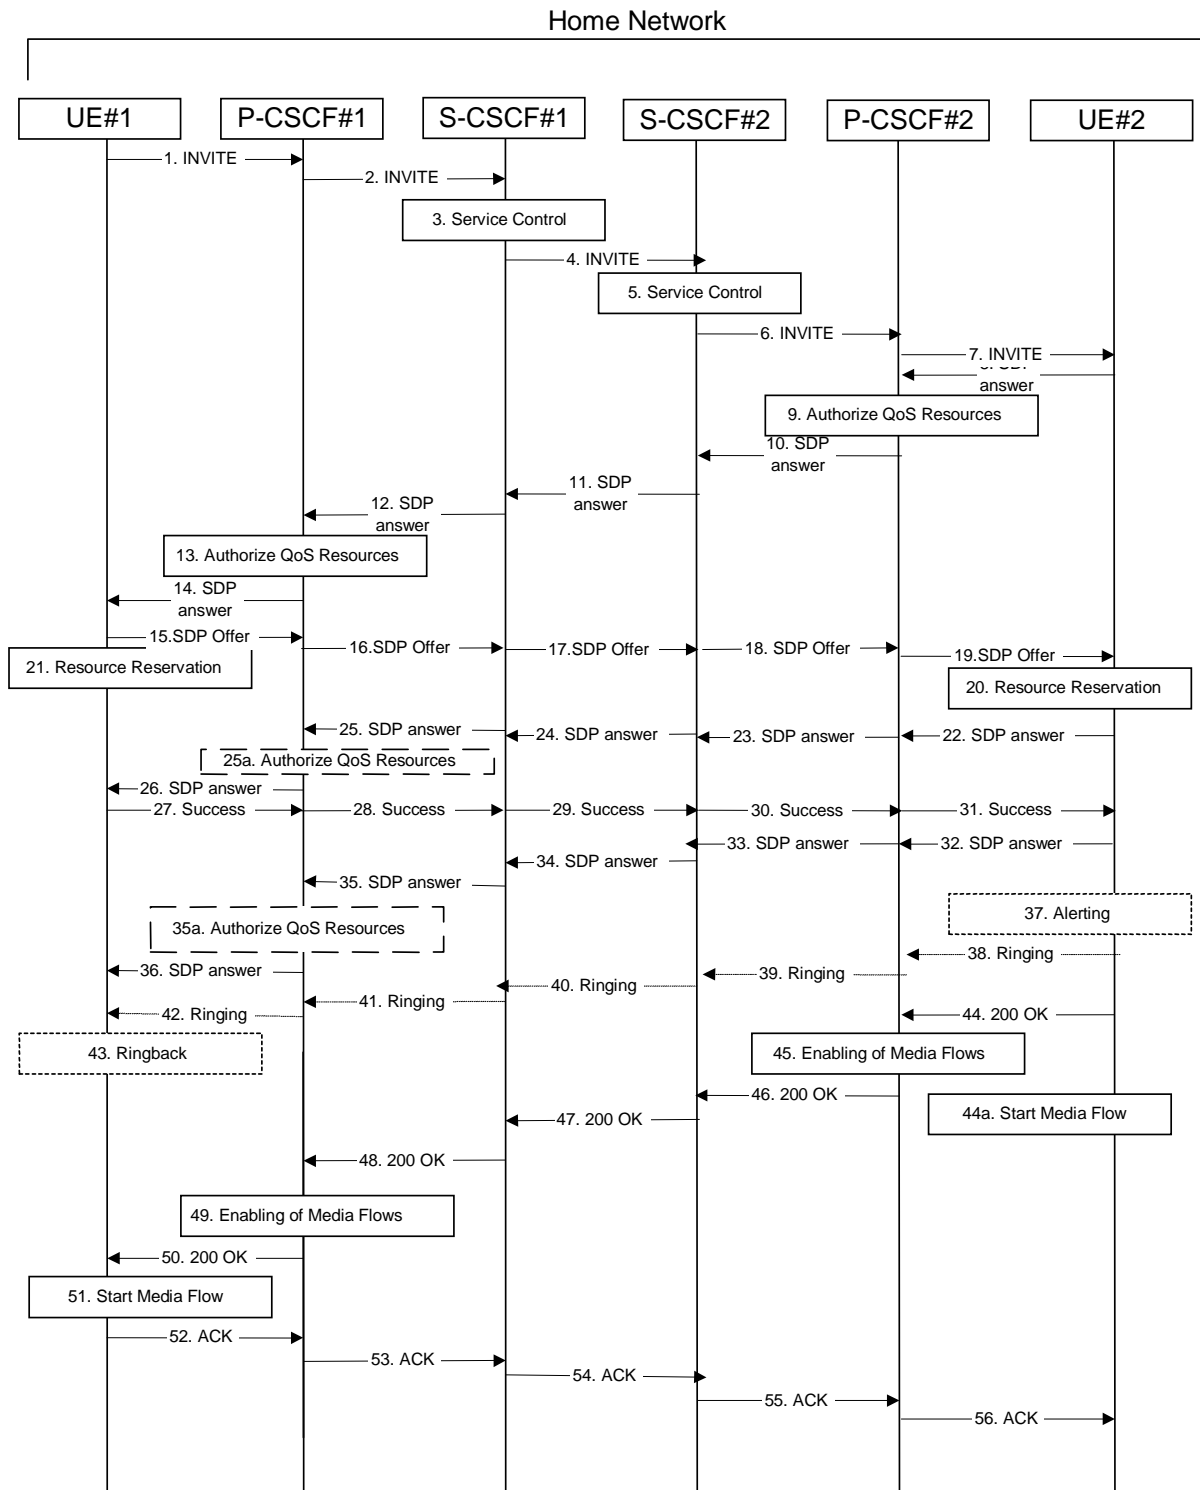 Home Network
UE#1
P-CSCF#1
S-CSCF#1
S-CSCF#2
P-CSCF#2
UE#2
1. INVITE
2. INVITE
3. Service Control
4. INVITE
5. Service Control
6. INVITE
7. INVITE
answer
9. Authorize QoS Resources
10. SDP
answer
11. SDP
answer
12. SDP
answer
13. Authorize QoS Resources
14. SDP
answer
15.SDP Offer
16.SDP Offer
17.SDP Offer
18. SDP Offer
19.SDP Offer
21. Resource Reservation
20. Resource Reservation
25. SDP answer
24. SDP answer
23. SDP answer
22. SDP answer
25a. Authorize QoS Resources
26. SDP answer
27. Success
28. Success
29. Success
30. Success
31. Success
33. SDP answer
32. SDP answer
34. SDP answer
35. SDP answer
35a. Authorize QoS Resources
37. Alerting
36. SDP answer
38. Ringing
39. Ringing
40. Ringing
41. Ringing
42. Ringing
44. 200 OK
43. Ringback
45. Enabling of Media Flows
46. 200 OK
44a. Start Media Flow
47. 200 OK
48. 200 OK
49. Enabling of Media Flows
50. 200 OK
51. Start Media Flow
52. ACK
53. ACK
54. ACK
55. ACK
56. ACK